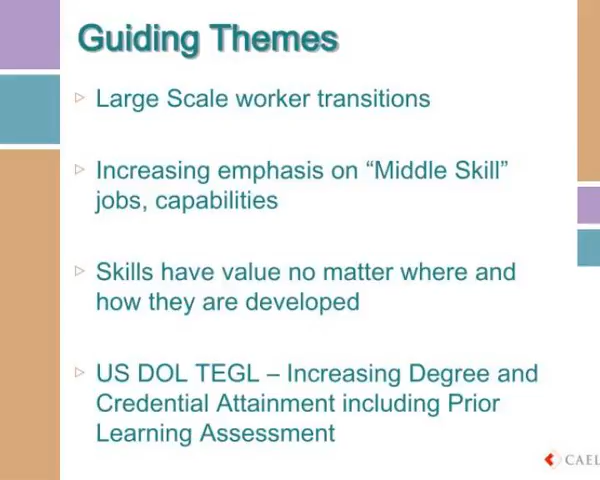 Guiding Themes
Large Scale worker transitions
Increasing emphasis on “Middle Skill”
jobs, capabilities
Skills have value no matter where and
how they are developed
US DOL TEGL – Increasing Degree and
Credential Attainment including Prior
Learning Assessment
CAEL